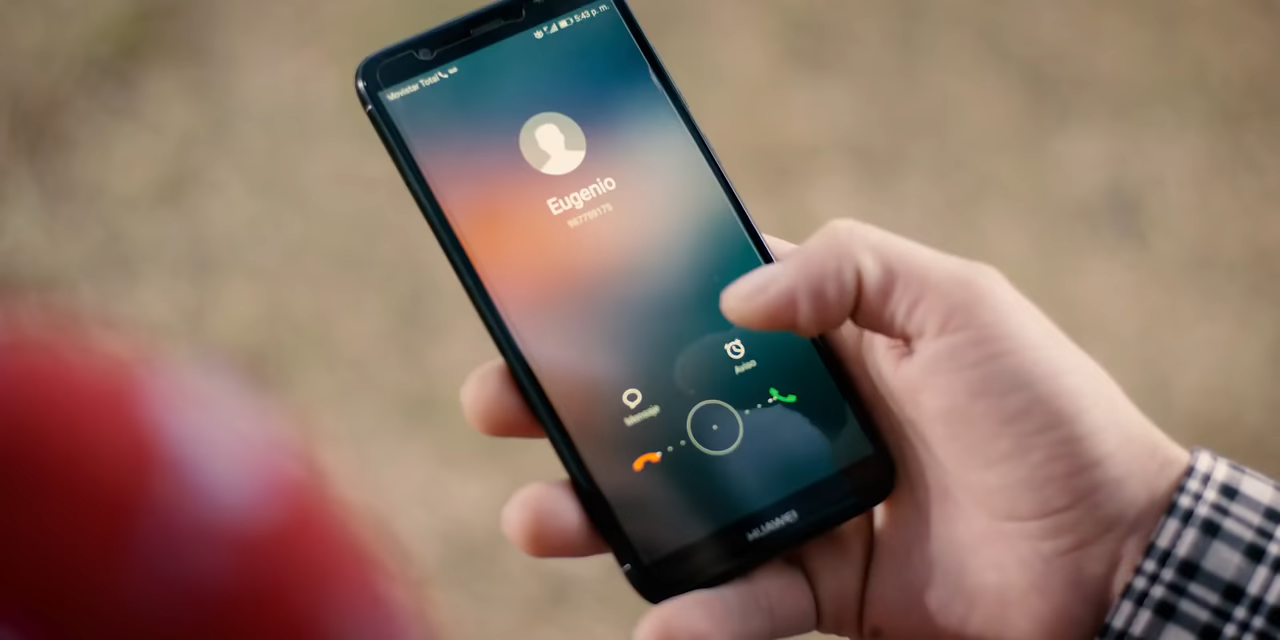 Movistar Total
5:43 p. m.
Eugenio
Aviso
Mensaje
HUAWEI